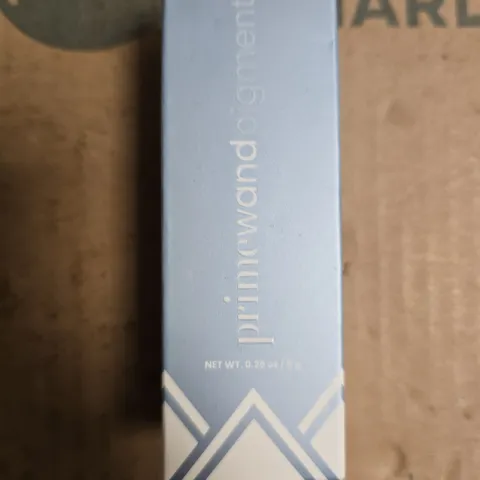 primewand pigment
NET WT. 0.28 oz / 8 g